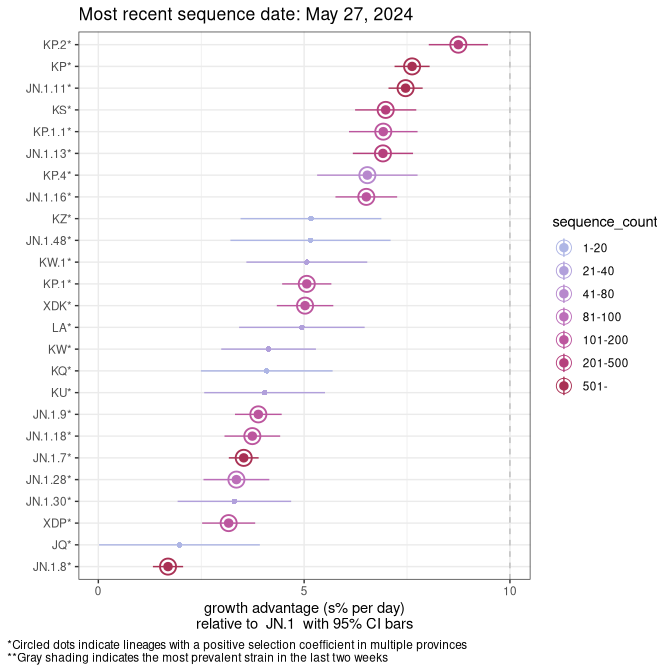 Most recent sequence date: May 27, 2024
KP.2*
KP*
JN.1.11*
KS*
KP.1.1*
JN.1.13*
KP.4*
JN.1.16*
KZ*
JN.1.48*
KW.1*
KP.1*
XDK*
LA*
KW*
KQ*
KU*
JN.1.9*
JN.1.18*
JN.1.7*
JN.1.28*
JN.1.30*
XDP*
JQ*
JN.1.8*
0 5 10
growth advantage (s% per day)
relative to JN.1 with 95% CI bars
sequence_count
1-20
21-40
41-80
81-100
101-200
201-500
501-
*Circled dots indicate lineages with a positive selection coefficient in multiple provinces
**Gray shading indicates the most prevalent strain in the last two weeks